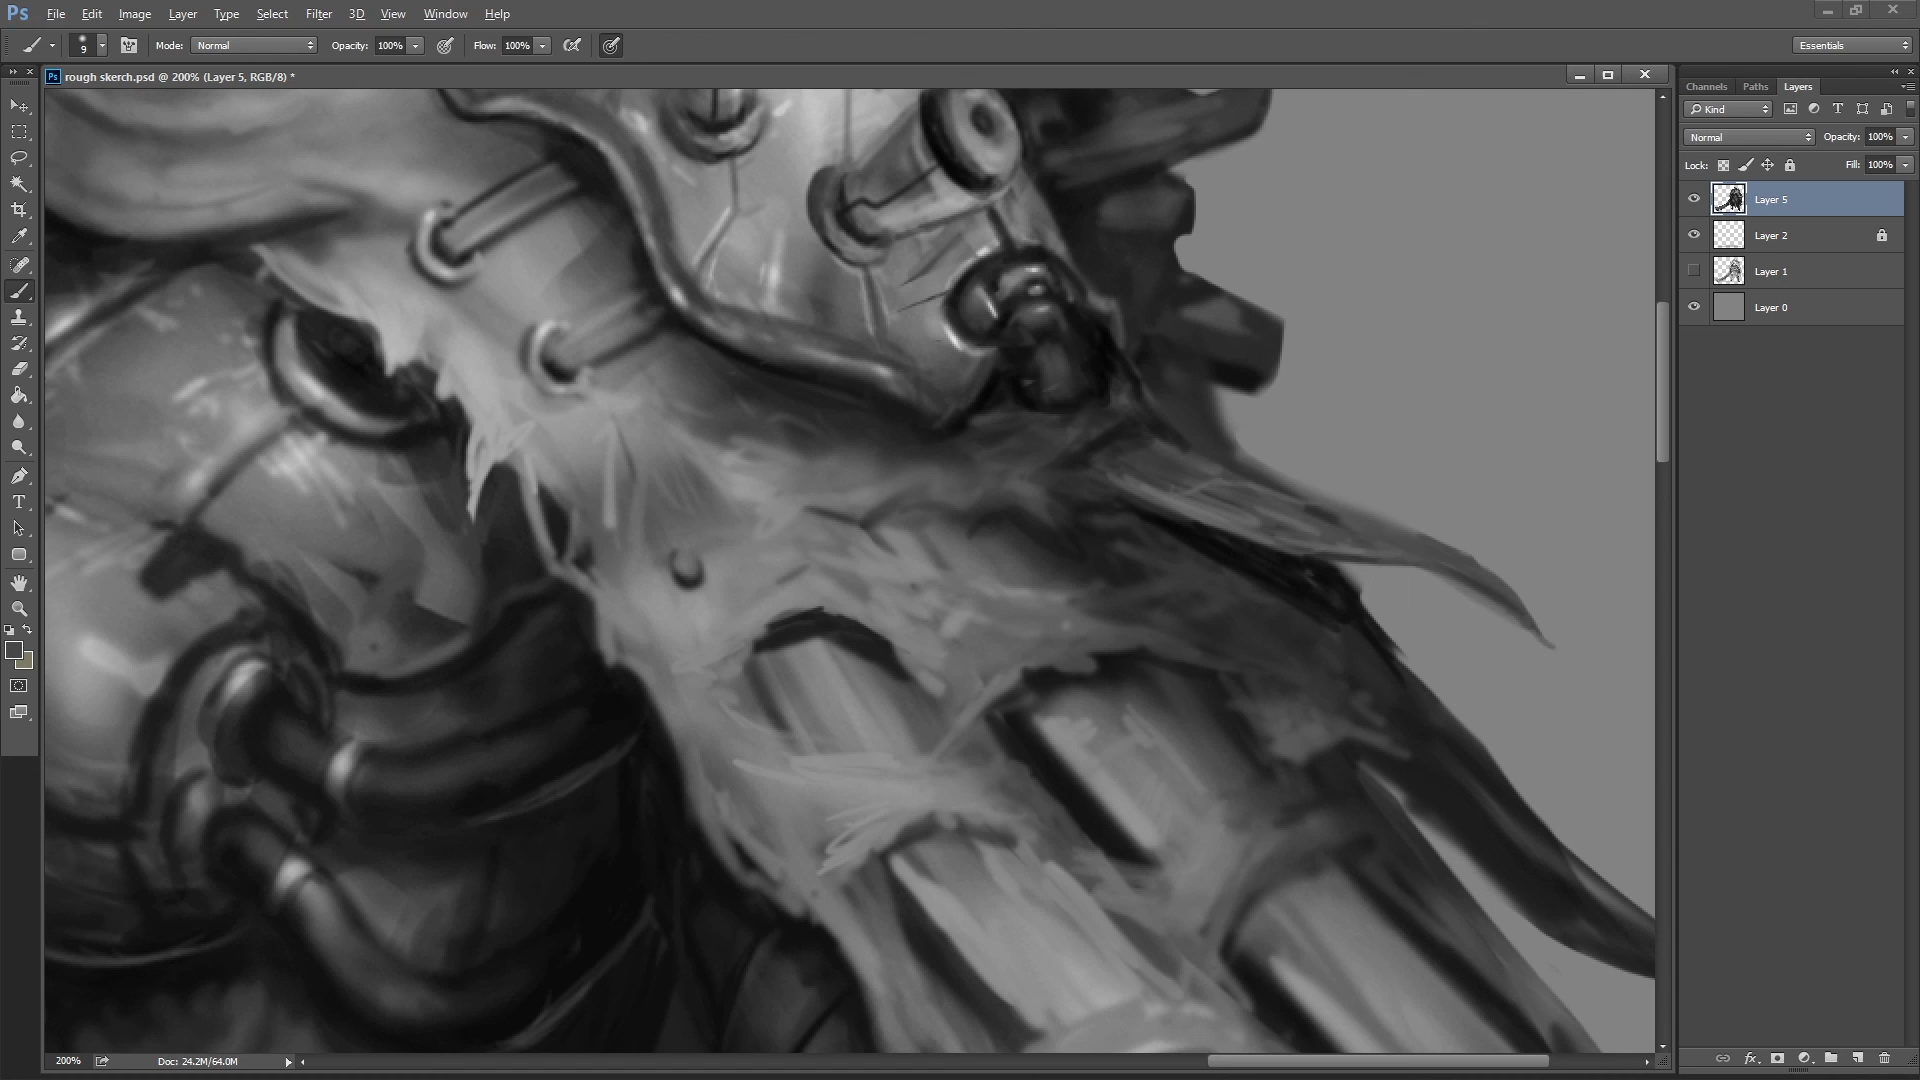 Ps File Edit Image Layer Type Select Filter 3D View Window Help
9 Mode: Normal Opacity: 100% Flow: 100% Essentials
Ps rough skerch.psd @ 200% (Layer 5, RGB/8) *
Channels Paths Layers
Kind
Normal Opacity: 100%
Lock: Fill: 100%
Layer 5
Layer 2
Layer 1
Layer 0
200% Doc: 24.2M/64.0M